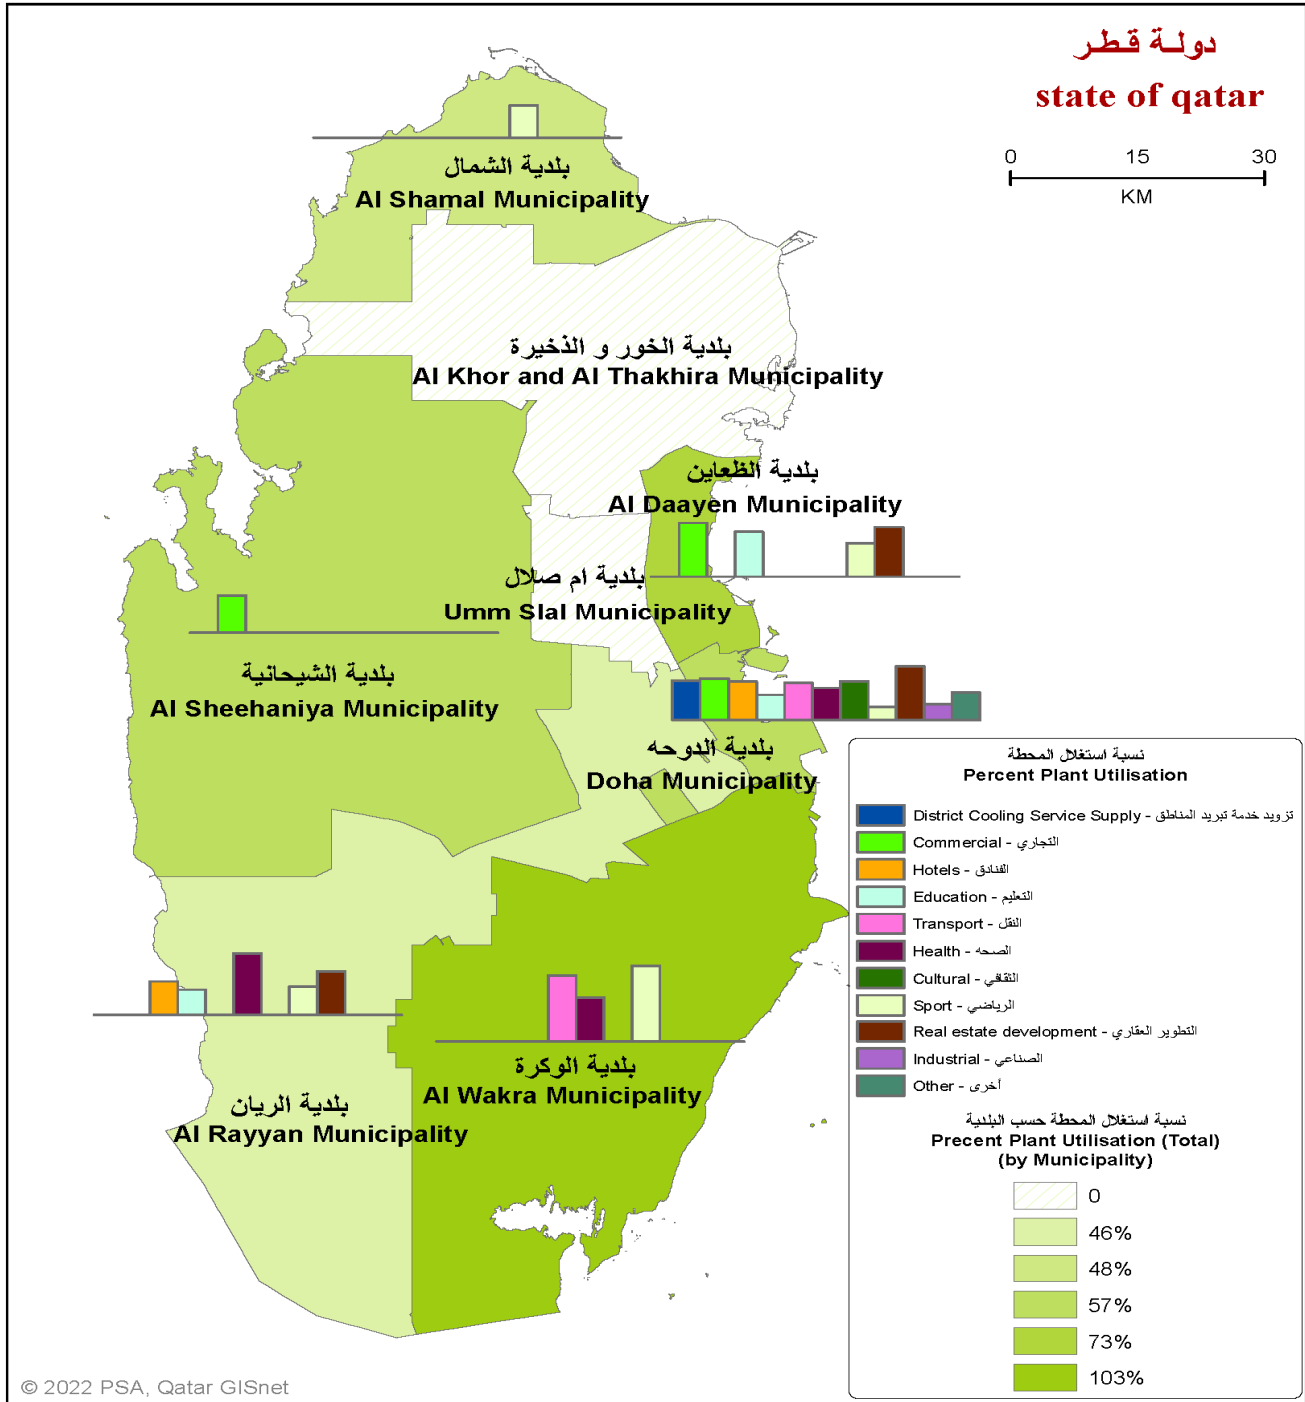 دولة قطر
state of qatar
0 15 30
KM
بلدية الشمال
Al Shamal Municipality
بلدية الخور و الذخيرة
Al Khor and Al Thakhira Municipality
بلدية الظعاين
Al Daayen Municipality
بلدية ام صلال
Umm Slal Municipality
بلدية الشيحانية
Al Sheehaniya Municipality
بلدية الدوحه
Doha Municipality
بلدية الوكرة
Al Wakra Municipality
بلدية الريان
Al Rayyan Municipality
نسبة استغلال المحطة
Percent Plant Utilisation
District Cooling Service Supply - تزويد خدمة تبريد المناطق
Commercial - التجاري
Hotels - الفنادق
Education - التعليم
Transport - النقل
Health - الصحه
Cultural - الثقافي
Sport - الرياضي
Real estate development - التطوير العقاري
Industrial - الصناعي
Other - أخرى
نسبة استغلال المحطة حسب البلدية
Precent Plant Utilisation (Total)
(by Municipality)
0
46%
48%
57%
73%
103%
© 2022 PSA, Qatar GISnet